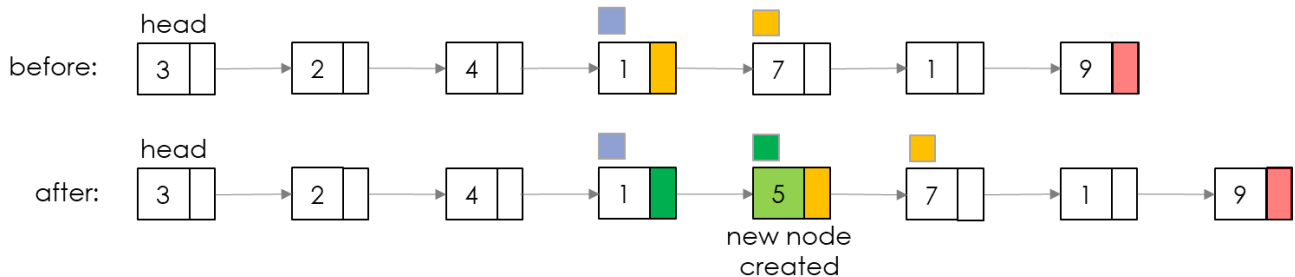 head
before: 3 2 4 1 7 1 9
head
after: 3 2 4 1 5 7 1 9
new node
created